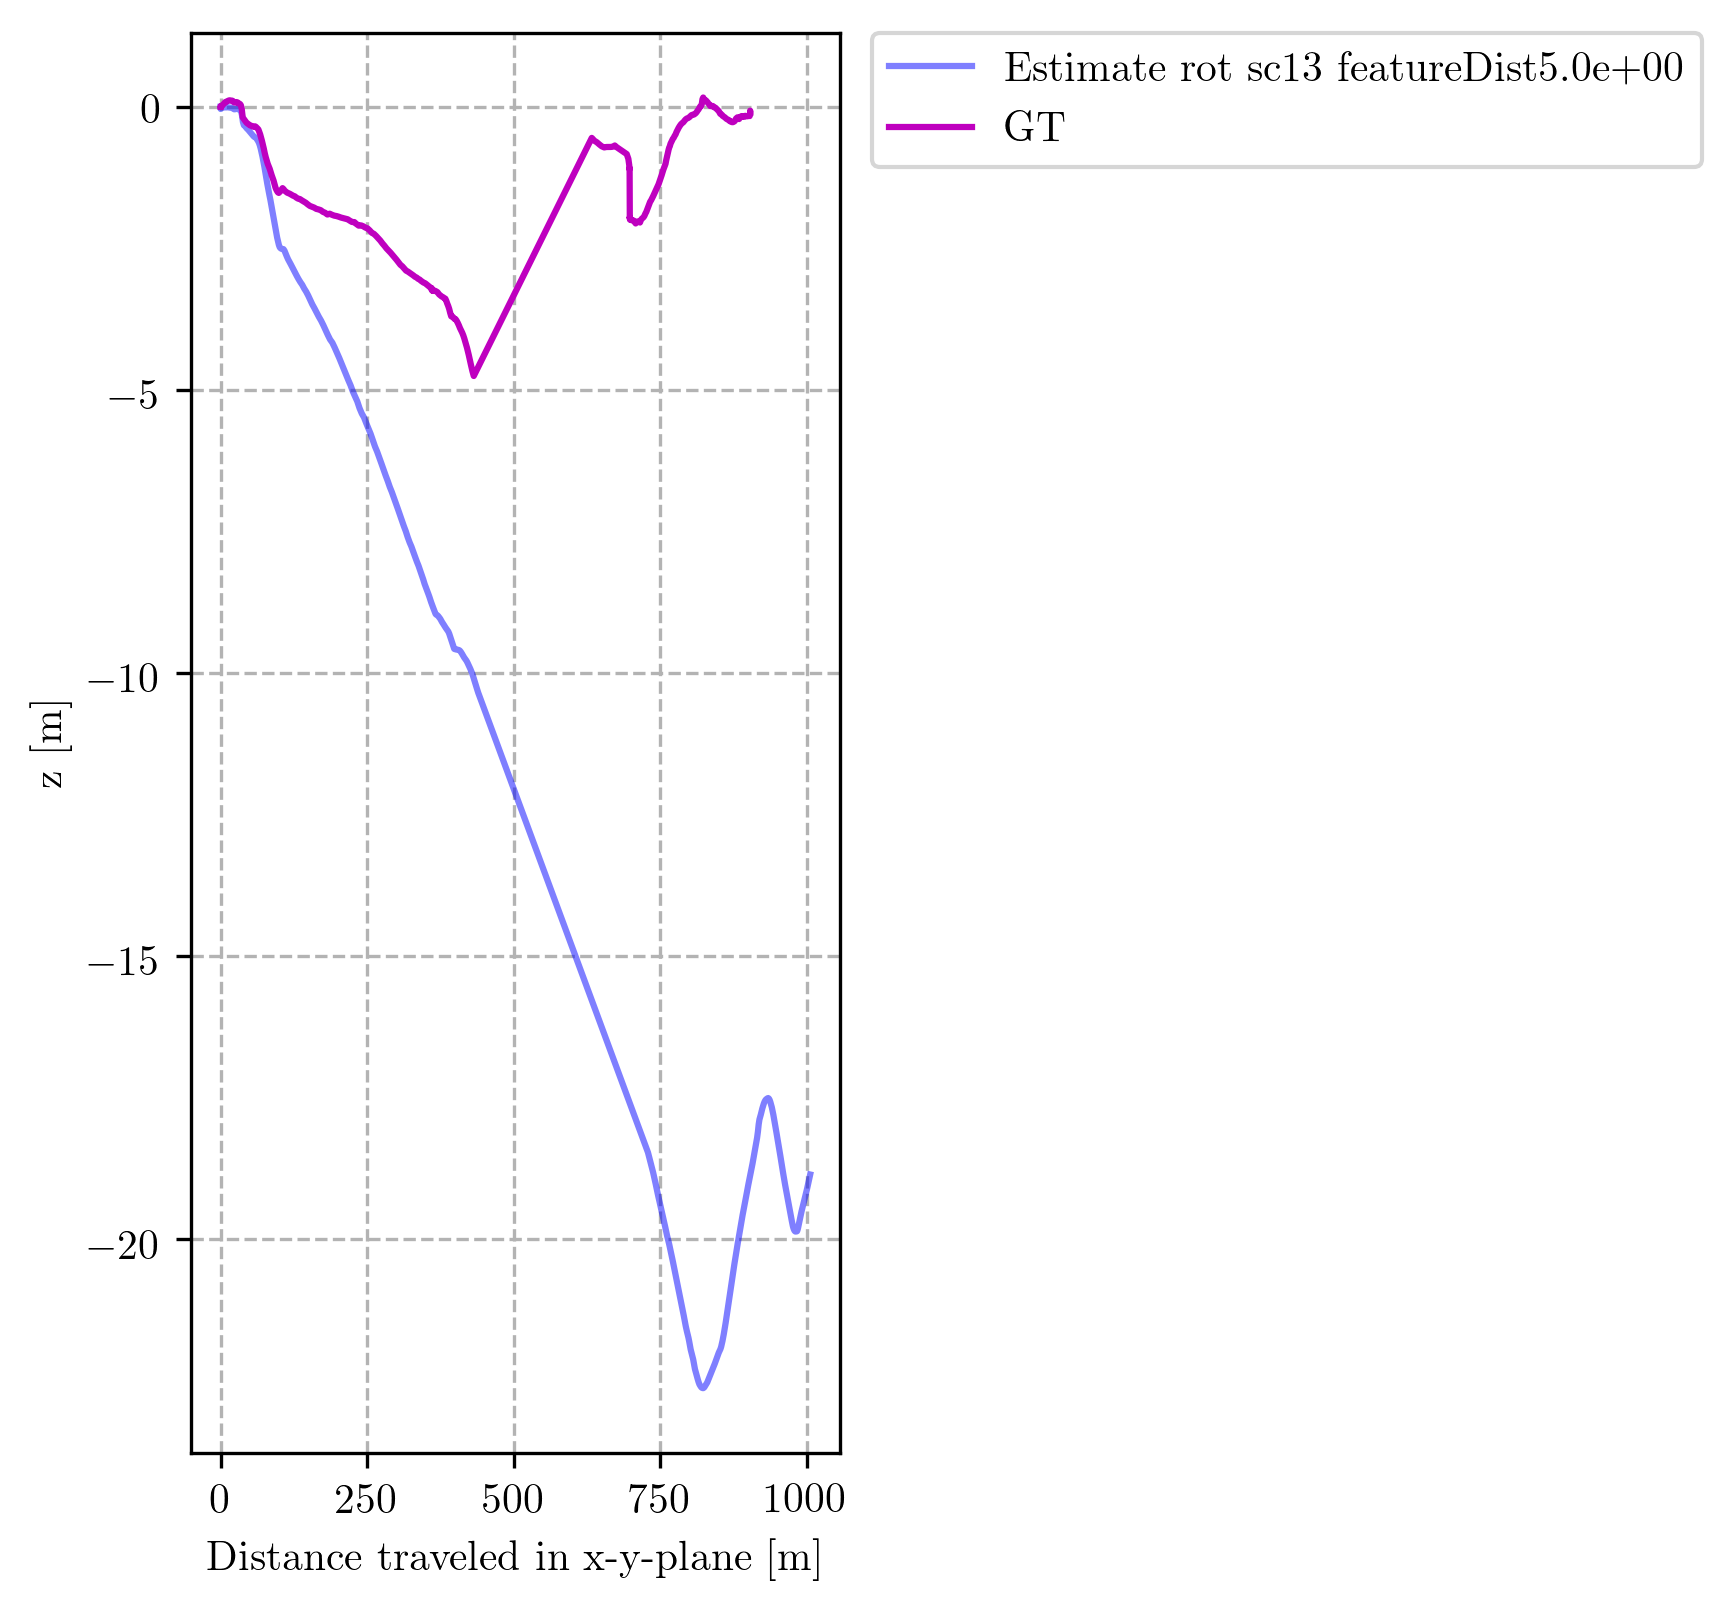 Estimate rot sc13 featureDist5.0e+00
GT
0
−5
−10
−15
−20
z [m]
0 250 500 750 1000
Distance traveled in x-y-plane [m]